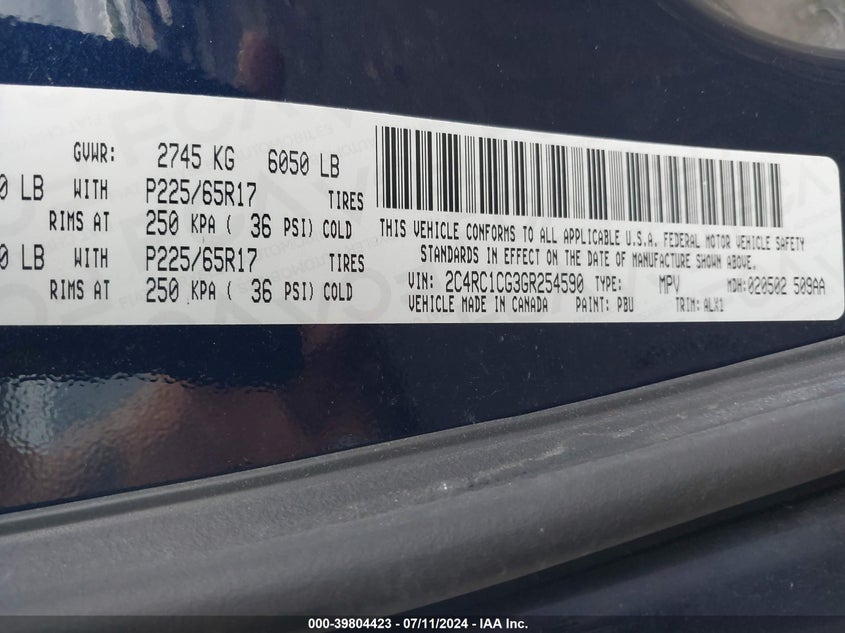 GVWR: 2745 KG 6050 LB
0 LB WITH P225/65R17 TIRES
RIMS AT 250 KPA ( 36 PSI) COLD
0 LB WITH P225/65R17 TIRES
RIMS AT 250 KPA ( 36 PSI) COLD
THIS VEHICLE CONFORMS TO ALL APPLICABLE U.S.A. FEDERAL MOTOR VEHICLE SAFETY
STANDARDS IN EFFECT ON THE DATE OF MANUFACTURE SHOWN ABOVE.
VIN: 2C4RC1CG3GR254590 TYPE: MPV MDH: 020502 509AA
VEHICLE MADE IN CANADA PAINT: PBU TRIM: ALX1
000-39804423 - 07/11/2024 - IAA Inc.